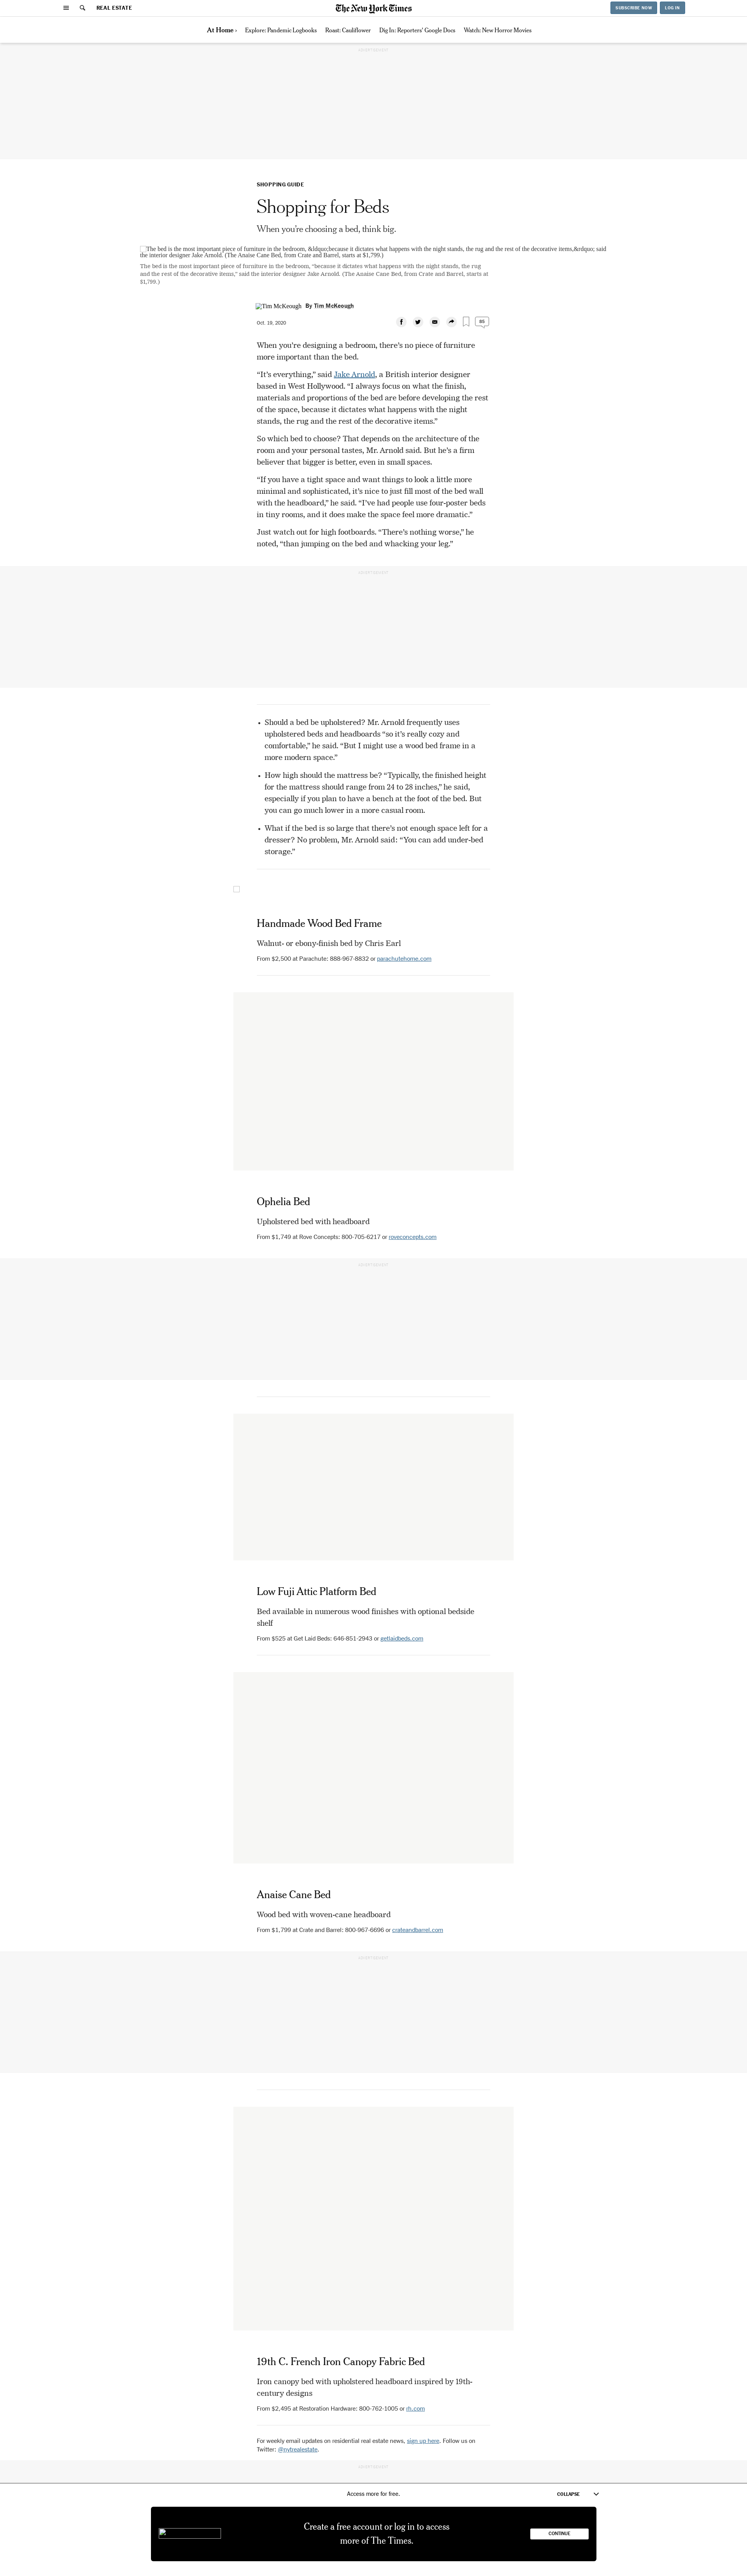 REAL ESTATE
The New York Times
SUBSCRIBE NOW
LOG IN
At Home ›
Explore: Pandemic Logbooks
Roast: Cauliflower
Dig In: Reporters' Google Docs
Watch: New Horror Movies
ADVERTISEMENT
SHOPPING GUIDE
Shopping for Beds
When you’re choosing a bed, think big.
The bed is the most important piece of furniture in the bedroom, &ldquo;because it dictates what happens with the night stands, the rug and the rest of the decorative items,&rdquo; said
the interior designer Jake Arnold. (The Anaise Cane Bed, from Crate and Barrel, starts at $1,799.)
The bed is the most important piece of furniture in the bedroom, “because it dictates what happens with the night stands, the rug
and the rest of the decorative items,” said the interior designer Jake Arnold. (The Anaise Cane Bed, from Crate and Barrel, starts at
$1,799.)
Tim McKeough
By Tim McKeough
Oct. 19, 2020
85
When you’re designing a bedroom, there’s no piece of furniture
more important than the bed.
“It’s everything,” said Jake Arnold, a British interior designer
based in West Hollywood. “I always focus on what the finish,
materials and proportions of the bed are before deploying the rest
of the space, because it dictates what happens with the night
stands, the rug and the rest of the decorative items.”
So which bed to choose? That depends on the architecture of the
room and your personal tastes, Mr. Arnold said. But he’s a firm
believer that bigger is better, even in small spaces.
“If you have a tight space and want things to look a little more
minimal and sophisticated, it’s nice to just fill most of the bed wall
with the headboard,” he said. “I’ve had people use four-poster beds
in tiny rooms, and it does make the space feel more dramatic.”
Just watch out for high footboards. “There’s nothing worse,” he
noted, “than jumping on the bed and whacking your leg.”
ADVERTISEMENT
• Should a bed be upholstered? Mr. Arnold frequently uses
upholstered beds and headboards “so it’s really cozy and
comfortable,” he said. “But I might use a wood bed frame in a
more modern space.”
• How high should the mattress be? “Typically, the finished height
for the mattress should range from 24 to 28 inches,” he said,
especially if you plan to have a bench at the foot of the bed. But
you can go much lower in a more casual room.
• What if the bed is so large that there’s not enough space left for a
dresser? No problem, Mr. Arnold said: “You can add under-bed
storage.”
Handmade Wood Bed Frame
Walnut- or ebony-finish bed by Chris Earl
From $2,500 at Parachute: 888-967-8832 or parachutehome.com
Ophelia Bed
Upholstered bed with headboard
From $1,749 at Rove Concepts: 800-705-6217 or roveconcepts.com
ADVERTISEMENT
Low Fuji Attic Platform Bed
Bed available in numerous wood finishes with optional bedside
shelf
From $525 at Get Laid Beds: 646-851-2943 or getlaidbeds.com
Anaise Cane Bed
Wood bed with woven-cane headboard
From $1,799 at Crate and Barrel: 800-967-6696 or crateandbarrel.com
ADVERTISEMENT
19th C. French Iron Canopy Fabric Bed
Iron canopy bed with upholstered headboard inspired by 19th-
century designs
From $2,495 at Restoration Hardware: 800-762-1005 or rh.com
For weekly email updates on residential real estate news, sign up here. Follow us on
Twitter: @nytrealestate.
ADVERTISEMENT
Access more for free.
COLLAPSE
Create a free account or log in to access
more of The Times.
CONTINUE